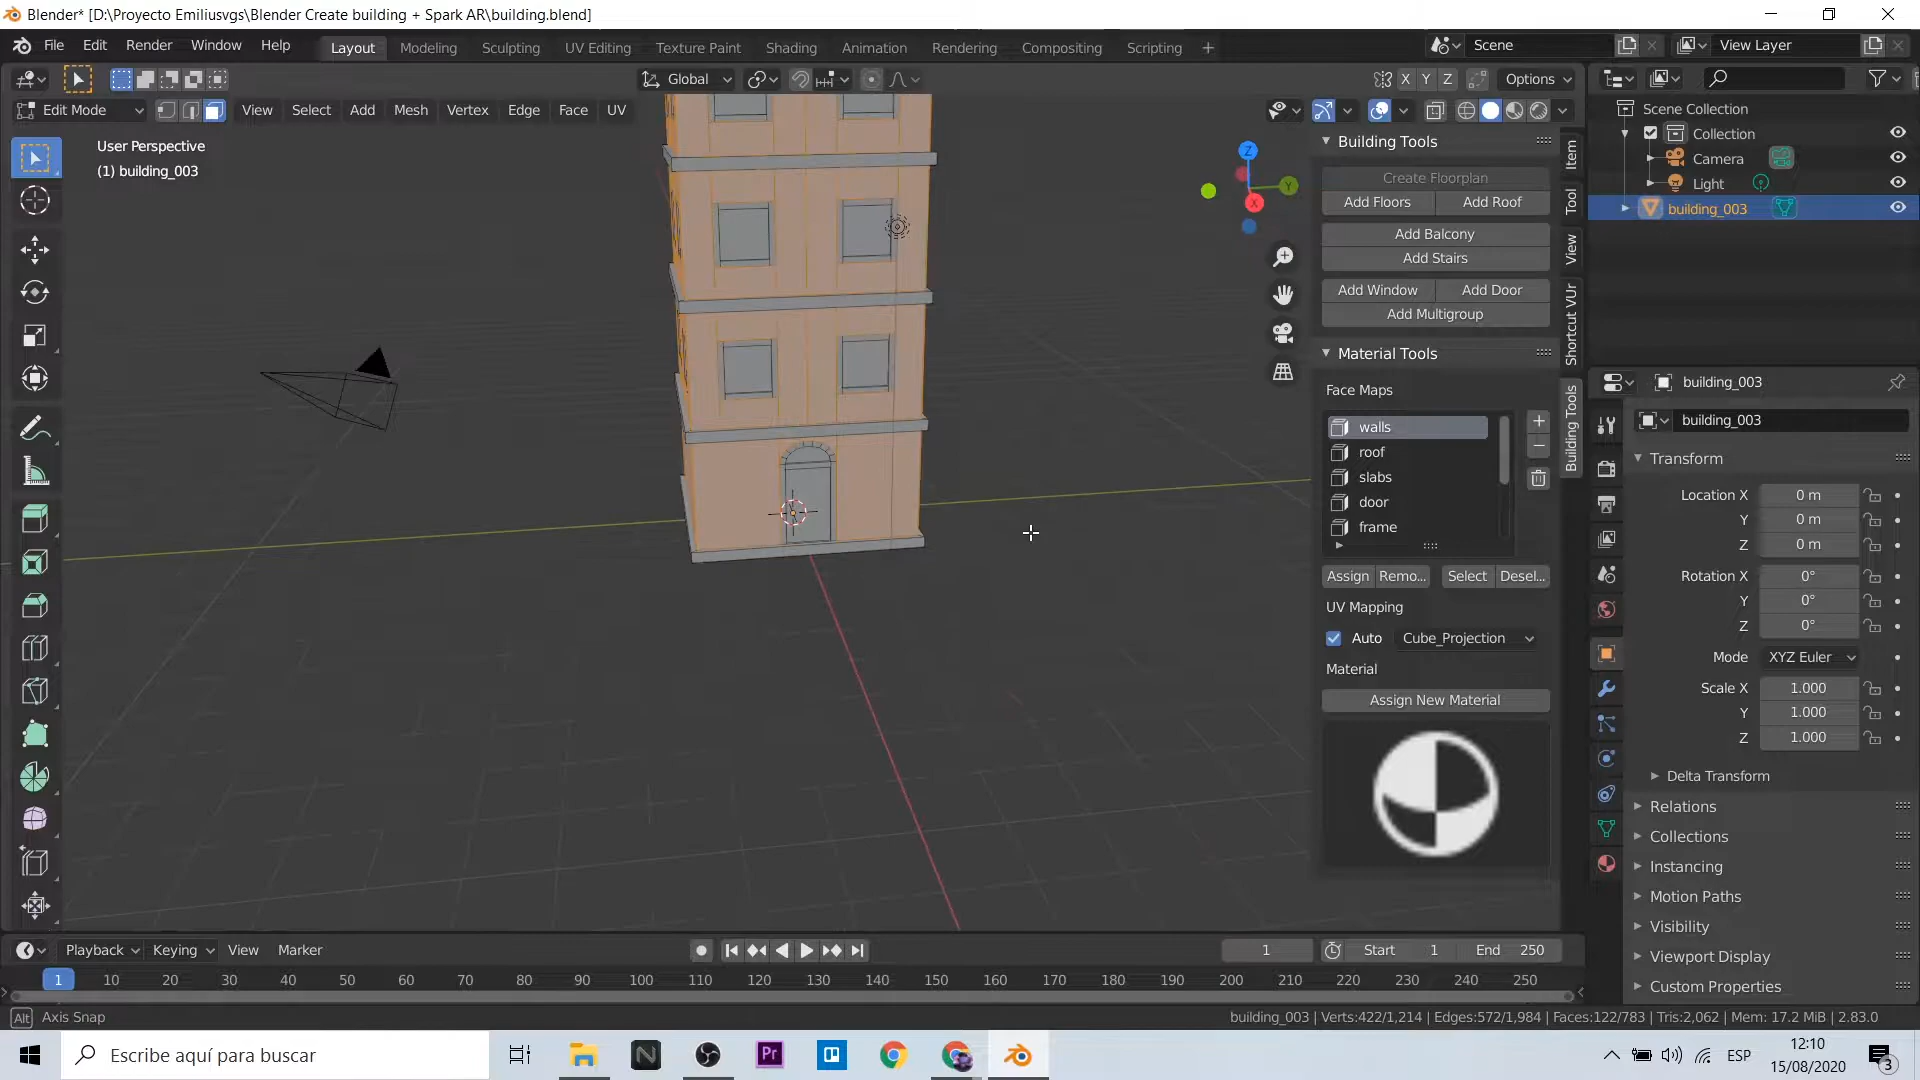 Blender* [D:\Proyecto Emiliusvgs\Blender Create building + Spark AR\building.blend]
File Edit Render Window Help Layout Modeling Sculpting UV Editing Texture Paint Shading Animation Rendering Compositing Scripting + Scene View Layer
Global X Y Z Options
Edit Mode View Select Add Mesh Vertex Edge Face UV
User Perspective
(1) building_003
Z
Y
X
Building Tools
Create Floorplan
Add Floors Add Roof
Add Balcony
Add Stairs
Add Window Add Door
Add Multigroup
Material Tools
Face Maps
walls
roof
slabs
door
frame
Assign Remo... Select Desel...
UV Mapping
Auto Cube_Projection
Material
Assign New Material
Item
Tool
View
Shortcut VUr
Building Tools
Scene Collection
Collection
Camera
Light
building_003
building_003
building_003
Transform
Location X 0 m
Y 0 m
Z 0 m
Rotation X 0°
Y 0°
Z 0°
Mode XYZ Euler
Scale X 1.000
Y 1.000
Z 1.000
Delta Transform
Relations
Collections
Instancing
Motion Paths
Visibility
Viewport Display
Custom Properties
Playback Keying View Marker 1 Start 1 End 250
1 10 20 30 40 50 60 70 80 90 100 110 120 130 140 150 160 170 180 190 200 210 220 230 240 250
Alt Axis Snap building_003 | Verts:422/1,214 | Edges:572/1,984 | Faces:122/783 | Tris:2,062 | Mem: 17.2 MiB | 2.83.0
Escribe aquí para buscar N Pr ESP 12:10
15/08/2020 3